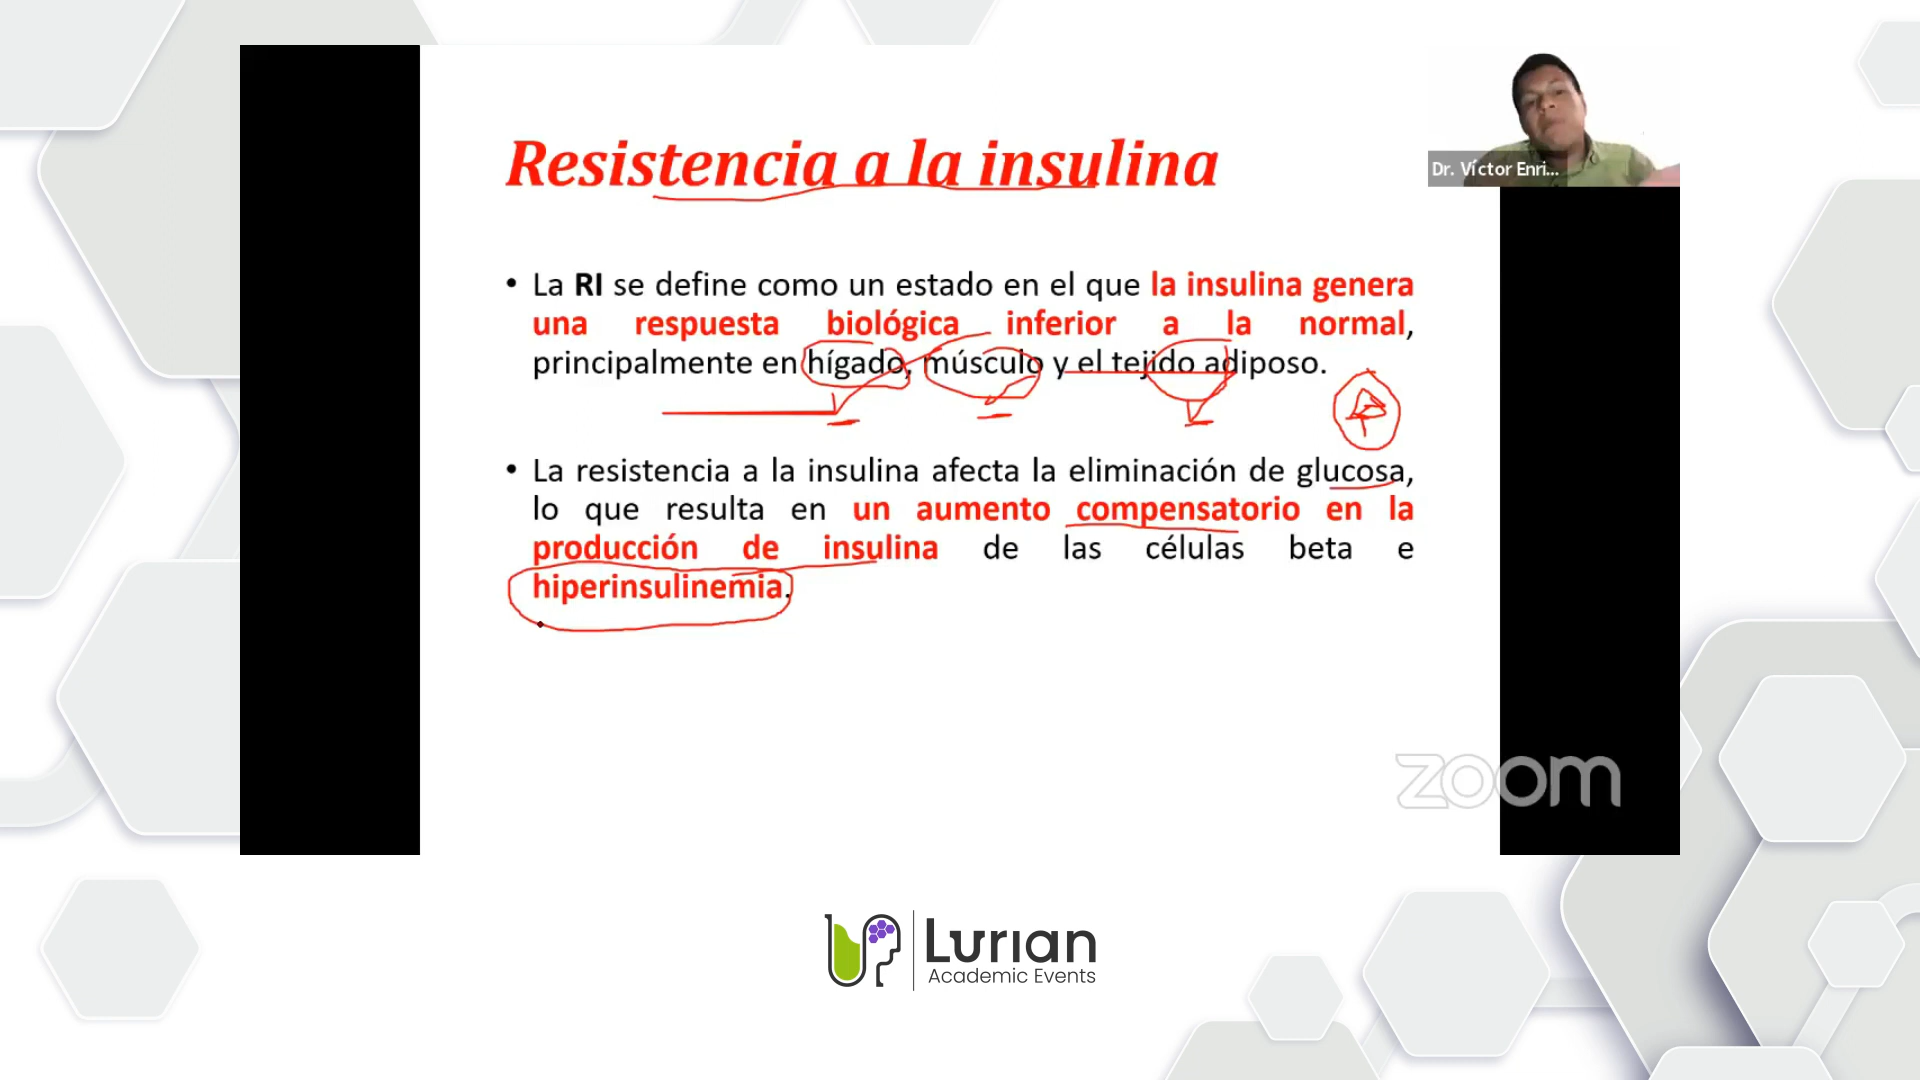 Resistencia a la insulina
Dr. Víctor Enri...
• La RI se define como un estado en el que la insulina genera
una respuesta biológica inferior a la normal,
principalmente en hígado, músculo y el tejido adiposo.
• La resistencia a la insulina afecta la eliminación de glucosa,
lo que resulta en un aumento compensatorio en la
producción de insulina de las células beta e
hiperinsulinemia.
zoom
Lurian
Academic Events